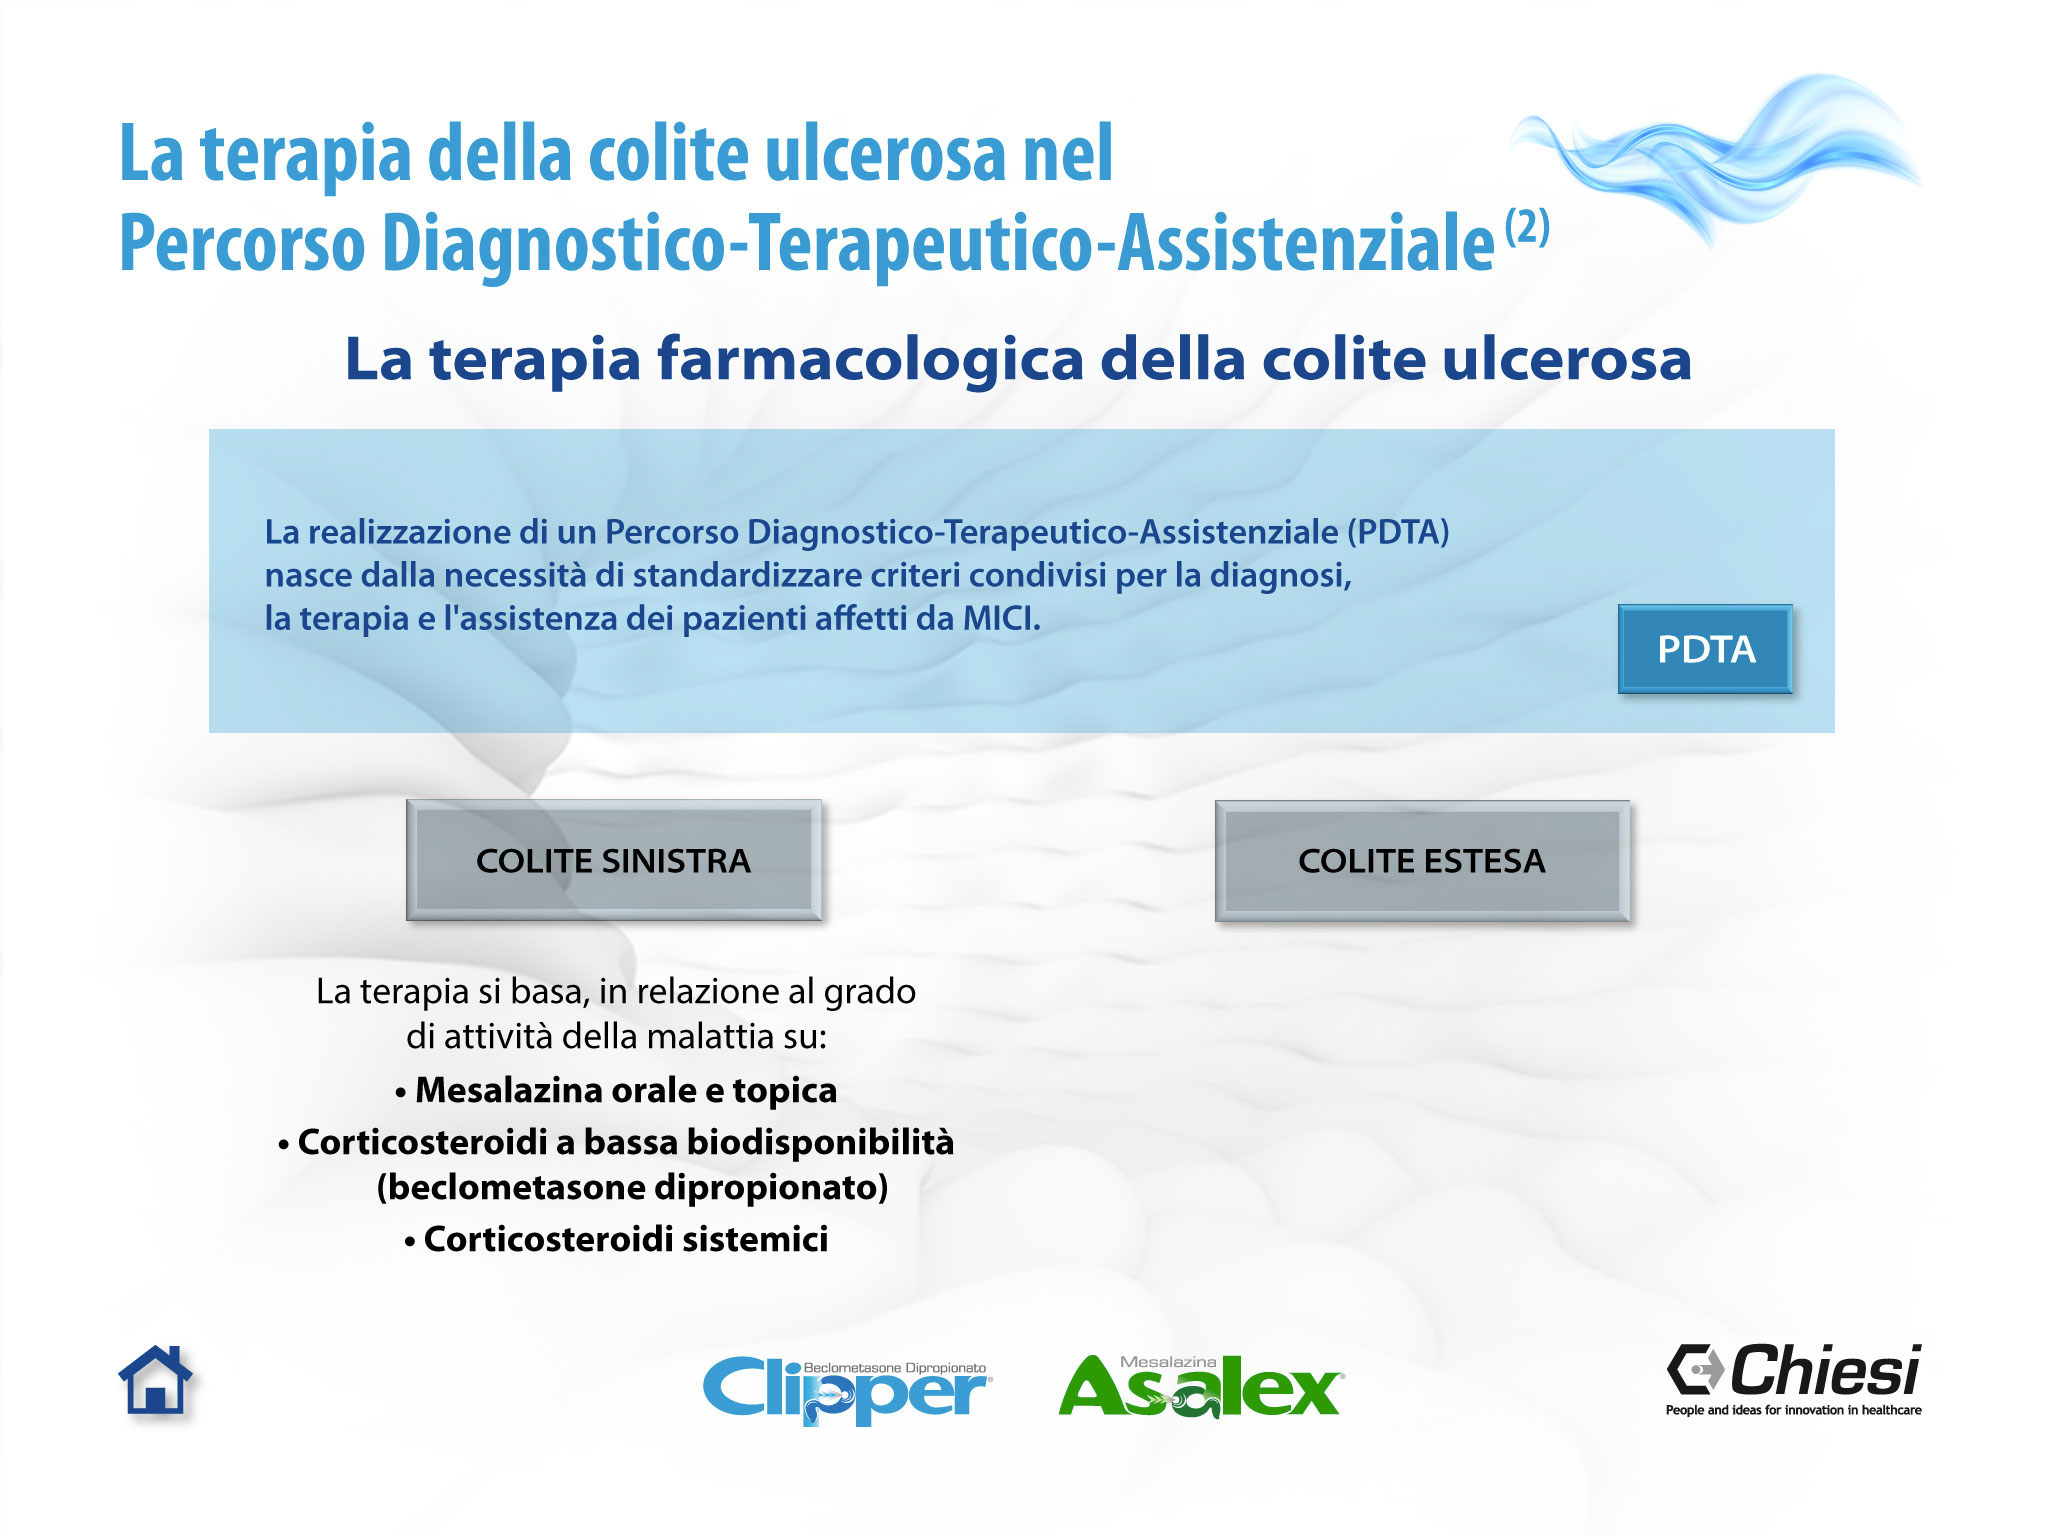 La terapia della colite ulcerosa nel
Percorso Diagnostico-Terapeutico-Assistenziale (2)
La terapia farmacologica della colite ulcerosa
La realizzazione di un Percorso Diagnostico-Terapeutico-Assistenziale (PDTA)
nasce dalla necessità di standardizzare criteri condivisi per la diagnosi,
la terapia e l'assistenza dei pazienti affetti da MICI.
PDTA
COLITE SINISTRA
COLITE ESTESA
La terapia si basa, in relazione al grado
di attività della malattia su:
• Mesalazina orale e topica
• Corticosteroidi a bassa biodisponibilità
(beclometasone dipropionato)
• Corticosteroidi sistemici
Beclometasone Dipropionato
Clipper®
Mesalazina
Asalex®
Chiesi
People and ideas for innovation in healthcare